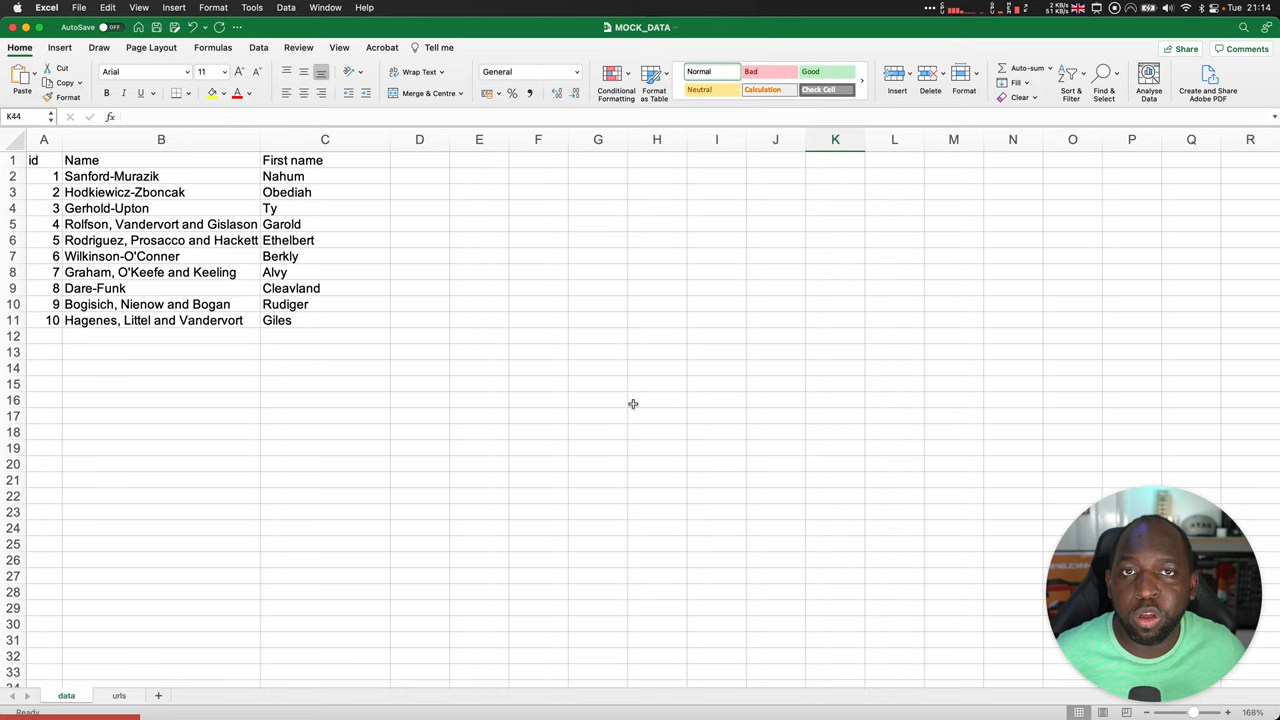 Excel File Edit View Insert Format Tools Data Window Help 2 KB/s 51 KB/s Tue 21:14
AutoSave OFF MOCK_DATA
Home Insert Draw Page Layout Formulas Data Review View Acrobat Tell me Share Comments
Paste Cut Copy Format Arial 11 B I U A Wrap Text Merge & Centre General % Conditional Formatting Format as Table Normal Bad Good Neutral Calculation Check Cell Insert Delete Format Auto-sum Fill Clear Sort & Filter Find & Select Analyse Data Create and Share Adobe PDF
K44 fx
A B C D E F G H I J K L M N O P Q R
1 id Name First name
2 1 Sanford-Murazik Nahum
3 2 Hodkiewicz-Zboncak Obediah
4 3 Gerhold-Upton Ty
5 4 Rolfson, Vandervort and Gislason Garold
6 5 Rodriguez, Prosacco and Hackett Ethelbert
7 6 Wilkinson-O'Conner Berkly
8 7 Graham, O'Keefe and Keeling Alvy
9 8 Dare-Funk Cleavland
10 9 Bogisich, Nienow and Bogan Rudiger
11 10 Hagenes, Littel and Vandervort Giles
12
13
14
15
16
17
18
19
20
21
22
23
24
25
26
27
28
29
30
31
32
33
data urls +
Ready 168%